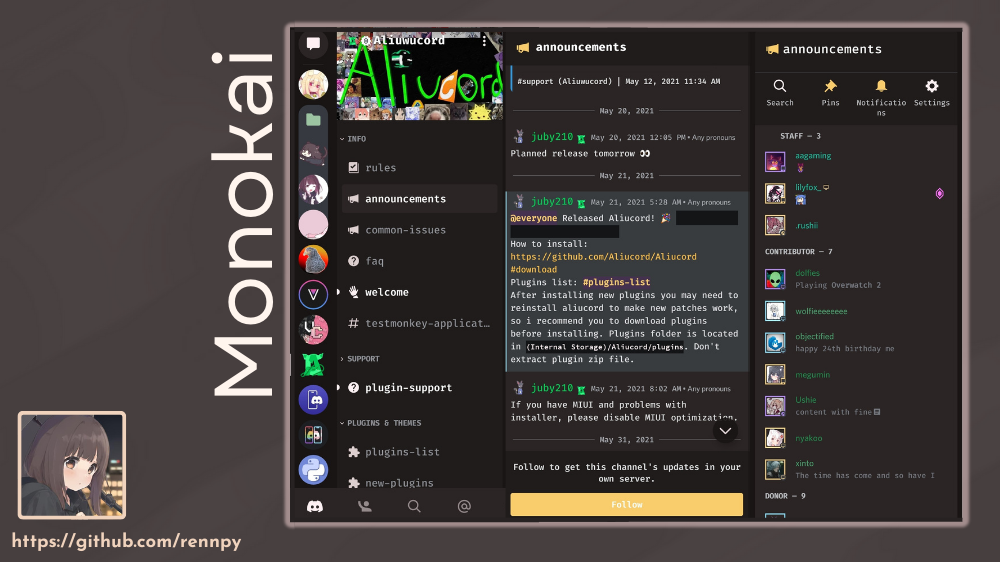 Monokai
https://github.com/rennpy
Aliuwucord
Aliucord
INFO
rules
announcements
common-issues
faq
welcome
testmonkey-applicat...
SUPPORT
plugin-support
PLUGINS & THEMES
plugins-list
new-plugins
announcements
#support (Aliuwucord) | May 12, 2021 11:34 AM
May 20, 2021
juby210 May 20, 2021 12:05 PM • Any pronouns
Planned release tomorrow 👀
May 21, 2021
juby210 May 21, 2021 5:28 AM • Any pronouns
@everyone Released Aliucord! 🎉
How to install:
https://github.com/Aliucord/Aliucord
#download
Plugins list: #plugins-list
After installing new plugins you may need to
reinstall aliucord to make new patches work,
so i recommend you to download plugins
before installing. Plugins folder is located
in (Internal Storage)/Aliucord/plugins. Don't
extract plugin zip file.
juby210 May 21, 2021 8:02 AM • Any pronouns
If you have MIUI and problems with
installer, please disable MIUI optimization,
May 31, 2021
Follow to get this channel's updates in your
own server.
Follow
announcements
Search
Pins
Notificatio
ns
Settings
STAFF — 3
aagaming
lilyfox_
.rushii
CONTRIBUTOR — 7
dolfies
Playing Overwatch 2
wolfieeeeeeee
objectified
happy 24th birthday me
megumin
Ushie
content with fine
nyakoo
xinto
The time has come and so have I
DONOR — 9